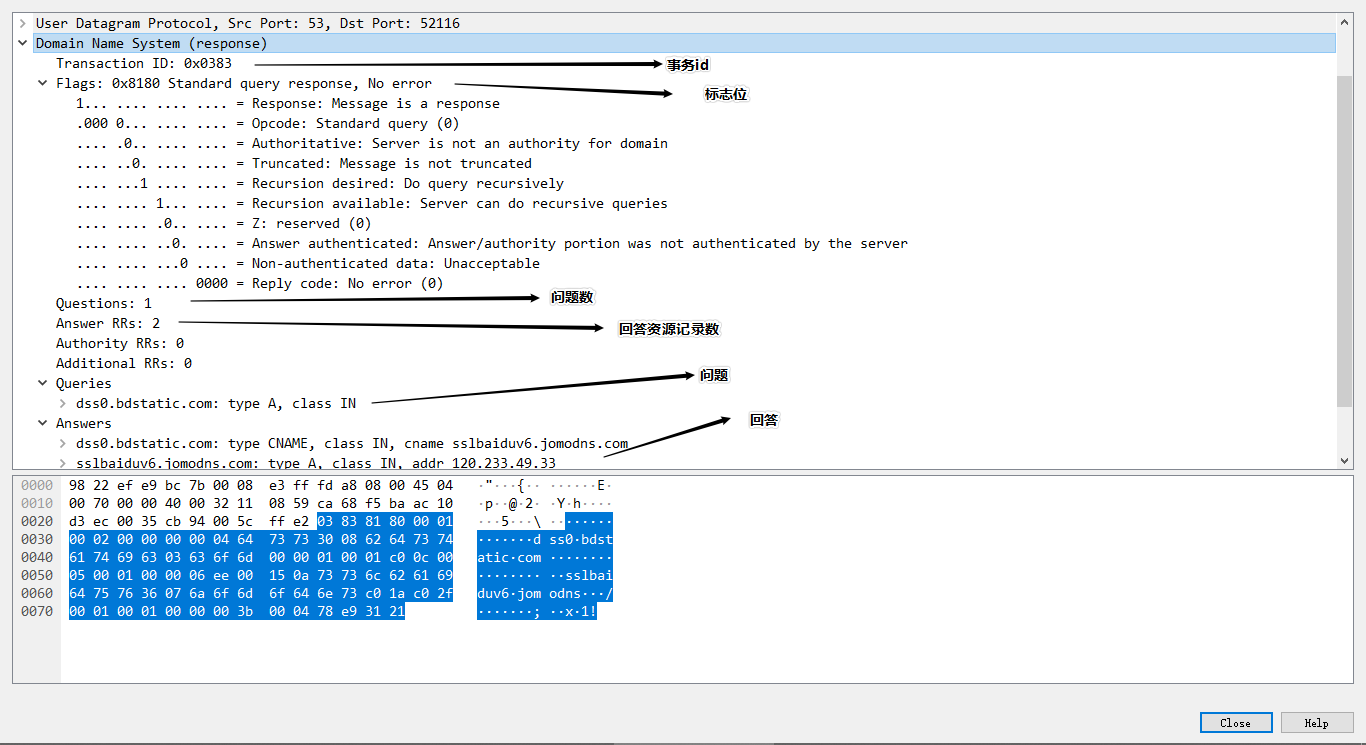 User Datagram Protocol, Src Port: 53, Dst Port: 52116
Domain Name System (response)
Transaction ID: 0x0383 事务id
Flags: 0x8180 Standard query response, No error 标志位
1... .... .... .... = Response: Message is a response
.000 0... .... .... = Opcode: Standard query (0)
.... .0.. .... .... = Authoritative: Server is not an authority for domain
.... ..0. .... .... = Truncated: Message is not truncated
.... ...1 .... .... = Recursion desired: Do query recursively
.... .... 1... .... = Recursion available: Server can do recursive queries
.... .... .0.. .... = Z: reserved (0)
.... .... ..0. .... = Answer authenticated: Answer/authority portion was not authenticated by the server
.... .... ...0 .... = Non-authenticated data: Unacceptable
.... .... .... 0000 = Reply code: No error (0)
Questions: 1 问题数
Answer RRs: 2 回答资源记录数
Authority RRs: 0
Additional RRs: 0
Queries 问题
dss0.bdstatic.com: type A, class IN
Answers 回答
dss0.bdstatic.com: type CNAME, class IN, cname sslbaiduv6.jomodns.com
sslbaiduv6.jomodns.com: type A, class IN, addr 120.233.49.33
0000 98 22 ef e9 bc 7b 00 08 e3 ff fd a8 08 00 45 04 ·"···{·· ······E·
0010 00 70 00 00 40 00 32 11 08 59 ca 68 f5 ba ac 10 ·p··@·2· ·Y·h····
0020 d3 ec 00 35 cb 94 00 5c ff e2 03 83 81 80 00 01 ···5···\ ········
0030 00 02 00 00 00 00 04 64 73 73 30 08 62 64 73 74 ·······d ss0·bdst
0040 61 74 69 63 03 63 6f 6d 00 00 01 00 01 c0 0c 00 atic·com ········
0050 05 00 01 00 00 06 ee 00 15 0a 73 73 6c 62 61 69 ········ ··sslbai
0060 64 75 76 36 07 6a 6f 6d 6f 64 6e 73 c0 1a c0 2f duv6·jom odns···/
0070 00 01 00 01 00 00 00 3b 00 04 78 e9 31 21 ·······; ··x·1!
Close Help